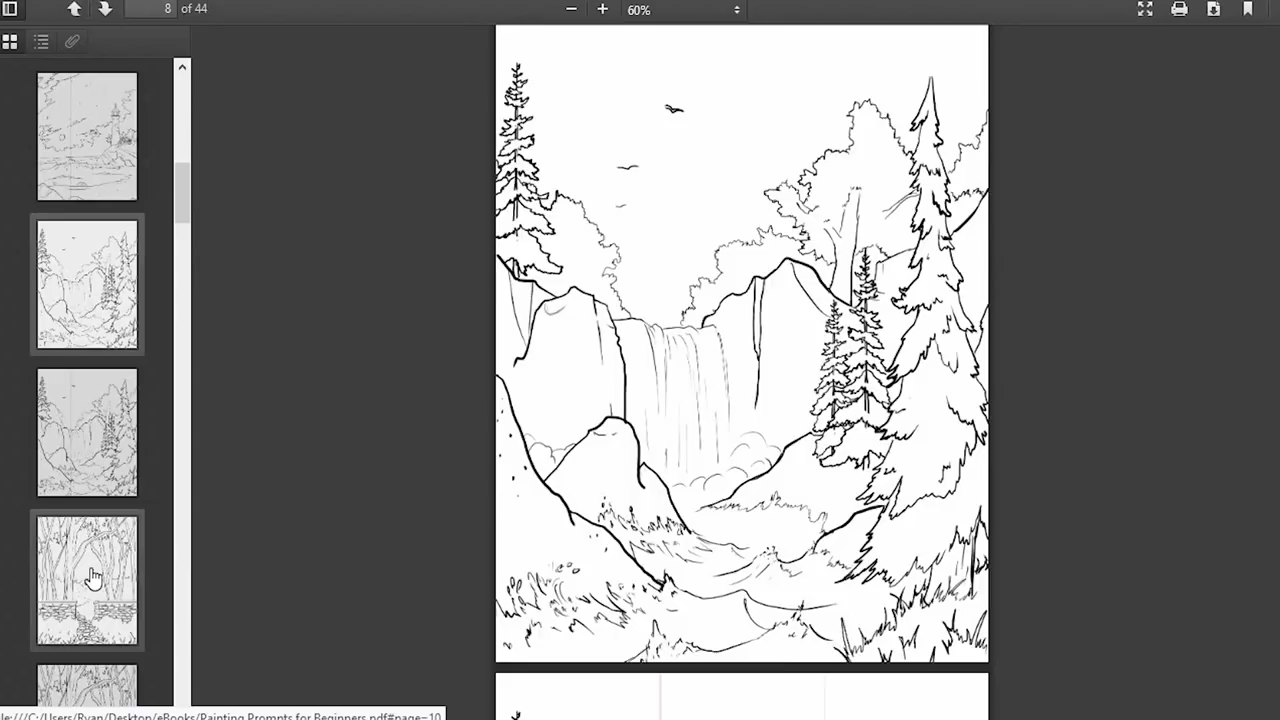 8 of 44
60%
le:///C:/Users/Ryan/Desktop/eBooks/Painting Prompts for Beginners.pdf#page=10